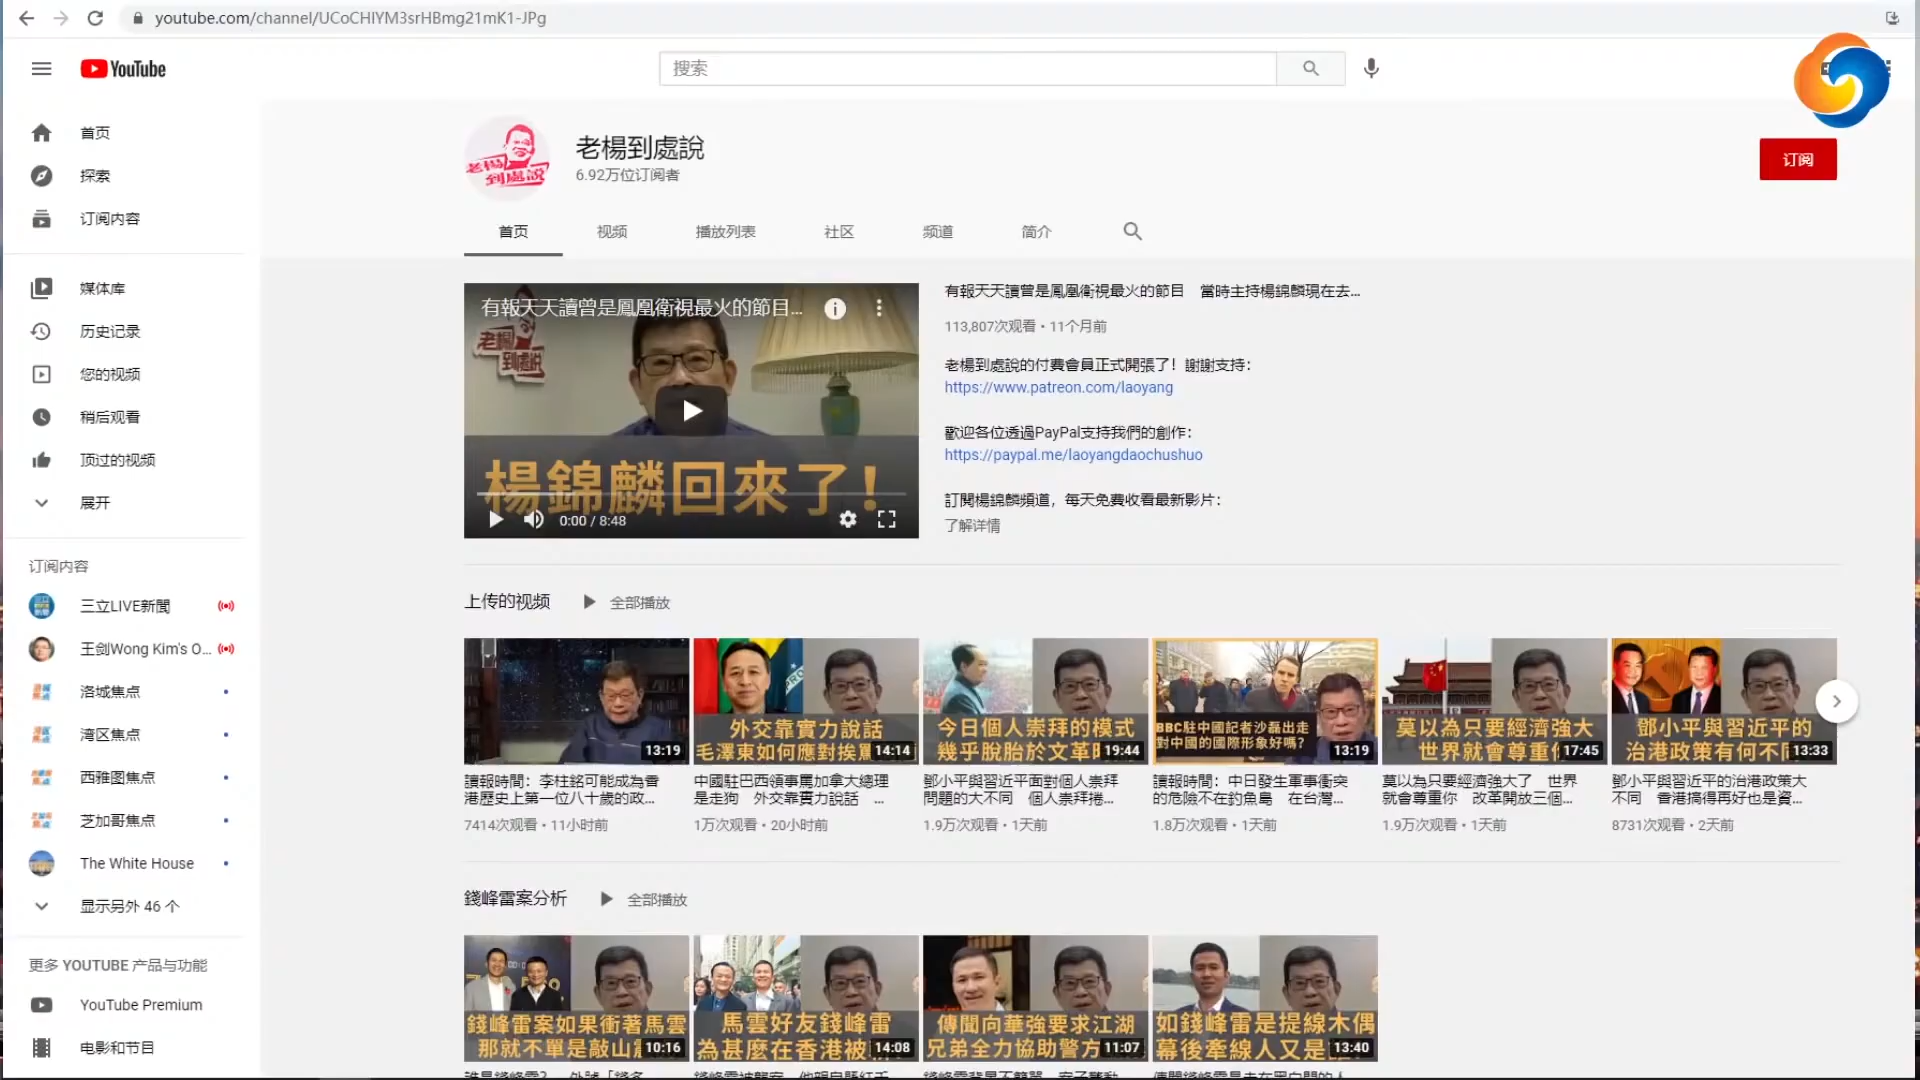 youtube.com/channel/UCoCHlYM3srHBmg21mK1-JPg
YouTube
搜索
首页
探索
订阅内容
媒体库
历史记录
您的视频
稍后观看
顶过的视频
展开
订阅内容
三立LIVE新聞
王剑Wong Kim's O...
洛城焦点
湾区焦点
西雅图焦点
芝加哥焦点
The White House
显示另外 46 个
更多 YOUTUBE 产品与功能
YouTube Premium
电影和节目
老楊到處説
老楊到處說
6.92万位订阅者
订阅
首页
视频
播放列表
社区
频道
简介
有報天天讀曾是鳳凰衛視最火的節目...
老楊到處説
楊錦麟回來了!
0:00 / 8:48
有報天天讀曾是鳳凰衛視最火的節目 當時主持楊錦麟現在去...
113,807次观看・11个月前
老楊到處說的付費會員正式開張了！謝謝支持：
https://www.patreon.com/laoyang
歡迎各位透過PayPal支持我們的創作：
https://paypal.me/laoyangdaochushuo
訂閱楊錦麟頻道，每天免費收看最新影片：
了解详情
上传的视频
全部播放
13:19
讀報時間：李柱銘可能成為香
港歷史上第一位八十歲的政...
7414次观看・11小时前
外交靠實力說話
毛澤東如何應對挨罵
14:14
中國駐巴西領事罵加拿大總理
是走狗 外交靠實力說話 ...
1万次观看・20小时前
今日個人崇拜的模式
幾乎脫胎於文革
19:44
鄧小平與習近平面對個人崇拜
問題的大不同 個人崇拜捲...
1.9万次观看・1天前
BBC駐中國記者沙磊出走
對中國的國際形象好嗎?
13:19
讀報時間：中日發生軍事衝突
的危險不在釣魚島 在台灣...
1.8万次观看・1天前
莫以為只要經濟強大
世界就會尊重
17:45
莫以為只要經濟強大了 世界
就會尊重你 改革開放三個...
1.9万次观看・1天前
鄧小平與習近平的
治港政策有何不
13:33
鄧小平與習近平的治港政策大
不同 香港搞得再好也是資...
8731次观看・2天前
錢峰雷案分析
全部播放
錢峰雷案如果衝著馬雲
那就不單是敲山
10:16
馬雲好友錢峰雷
為甚麼在香港被
14:08
傳聞向華強要求江湖
兄弟全力協助警方
11:07
如錢峰雷是提線木偶
幕後牽線人又是
13:40